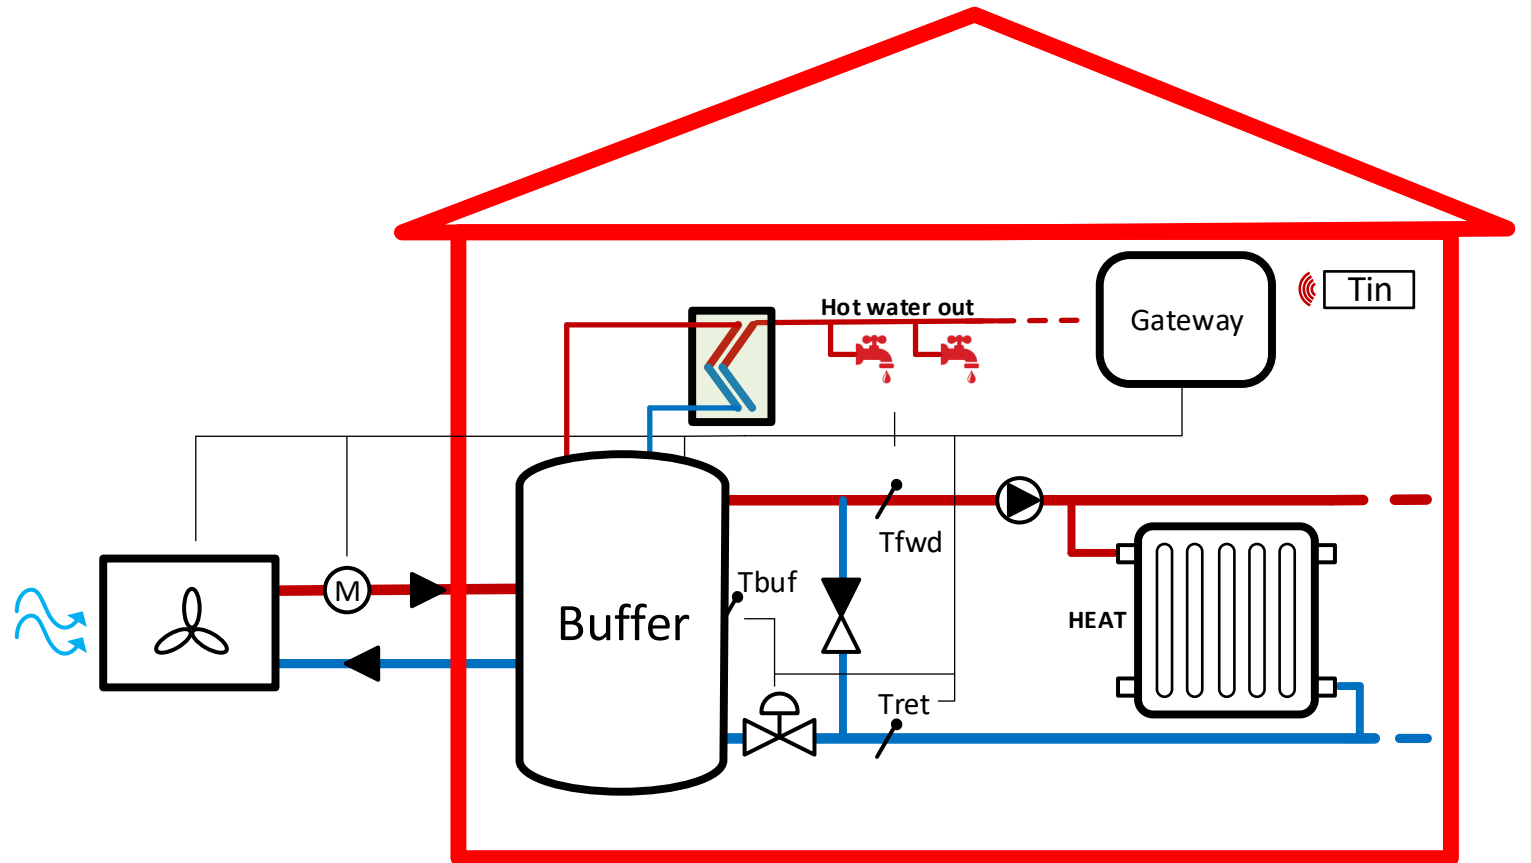 Hot water out
Gateway
Tin
Tfwd
M
Tbuf
Buffer
HEAT
Tret